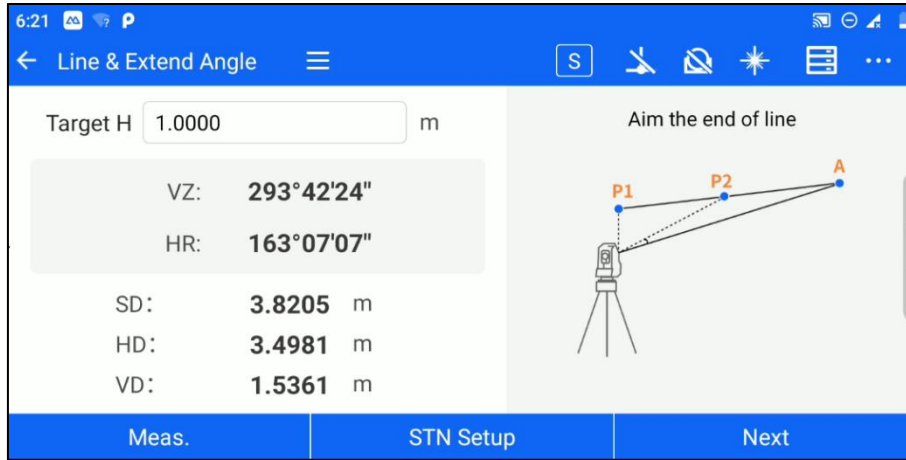 6:21
Line & Extend Angle
S
Target H 1.0000 m
VZ: 293°42'24"
HR: 163°07'07"
SD: 3.8205 m
HD: 3.4981 m
VD: 1.5361 m
Aim the end of line
P1 P2 A
Meas. STN Setup Next